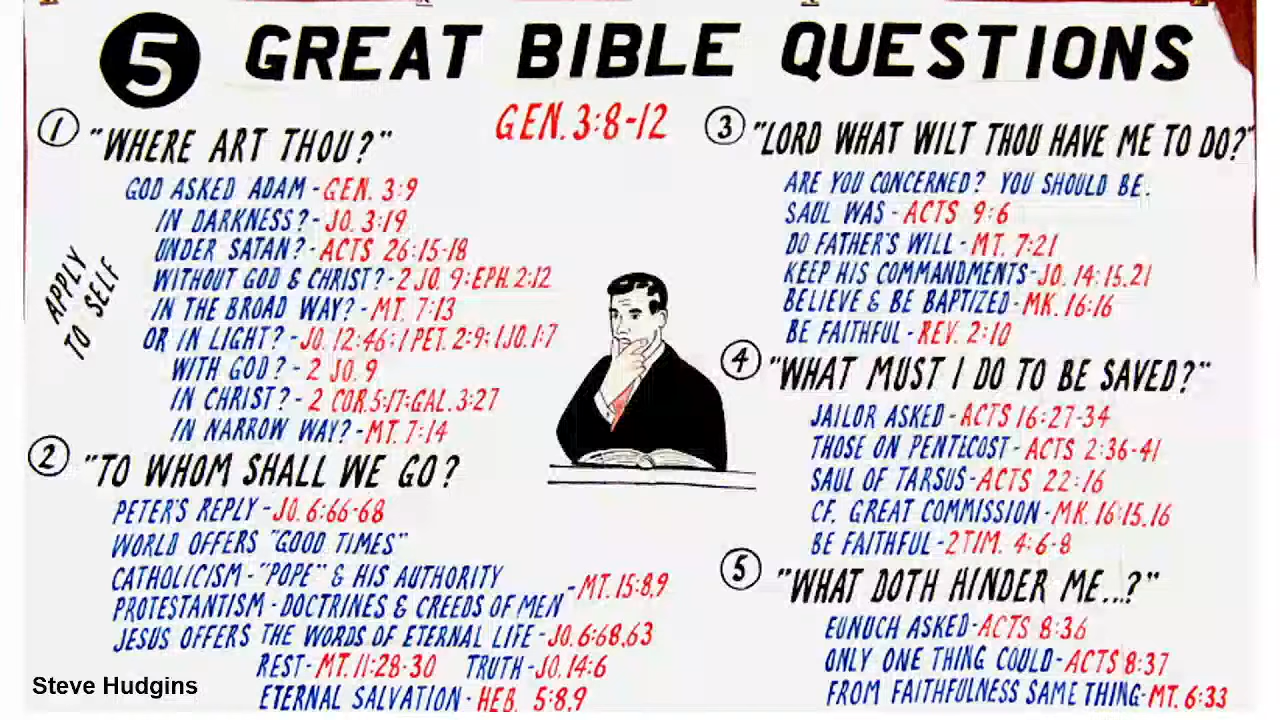 5 GREAT BIBLE QUESTIONS
GEN. 3:8-12
1 "WHERE ART THOU?"
GOD ASKED ADAM - GEN. 3:9
IN DARKNESS? - JO. 3:19
UNDER SATAN? - ACTS 26:15-18
WITHOUT GOD & CHRIST? - 2 JO. 9: EPH. 2:12
IN THE BROAD WAY? - MT. 7:13
OR IN LIGHT? - JO. 12:46: 1 PET. 2:9: 1 JO. 1:7
WITH GOD? - 2 JO. 9
IN CHRIST? - 2 COR. 5:17: GAL. 3:27
IN NARROW WAY? - MT. 7:14
APPLY
TO SELF
2 "TO WHOM SHALL WE GO?
PETER'S REPLY - JO. 6:66-68
WORLD OFFERS "GOOD TIMES"
CATHOLICISM - "POPE" & HIS AUTHORITY
PROTESTANTISM - DOCTRINES & CREEDS OF MEN - MT. 15:8,9
JESUS OFFERS THE WORDS OF ETERNAL LIFE - JO. 6:68,63
REST - MT. 11:28-30 TRUTH - JO. 14:6
ETERNAL SALVATION - HEB. 5:8,9
3 "LORD WHAT WILT THOU HAVE ME TO DO?"
ARE YOU CONCERNED? YOU SHOULD BE.
SAUL WAS - ACTS 9:6
DO FATHER'S WILL - MT. 7:21
KEEP HIS COMMANDMENTS - JO. 14:15,21
BELIEVE & BE BAPTIZED - MK. 16:16
BE FAITHFUL - REV. 2:10
4 "WHAT MUST I DO TO BE SAVED?"
JAILOR ASKED - ACTS 16:27-34
THOSE ON PENTECOST - ACTS 2:36-41
SAUL OF TARSUS - ACTS 22:16
CF. GREAT COMMISSION - MK. 16:15,16
BE FAITHFUL - 2 TIM. 4:6-8
5 "WHAT DOTH HINDER ME...?"
EUNUCH ASKED - ACTS 8:36
ONLY ONE THING COULD - ACTS 8:37
FROM FAITHFULNESS SAME THING - MT. 6:33
Steve Hudgins